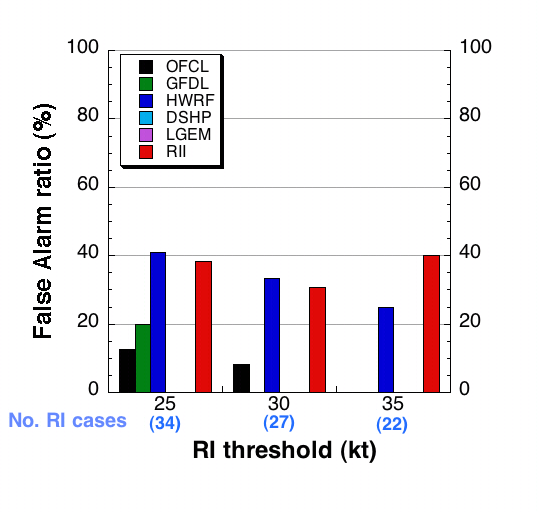 False Alarm ratio (%)
100
80
60
40
20
0
100
80
60
40
20
0
OFCL
GFDL
HWRF
DSHP
LGEM
RII
25 30 35
No. RI cases (34) (27) (22)
RI threshold (kt)